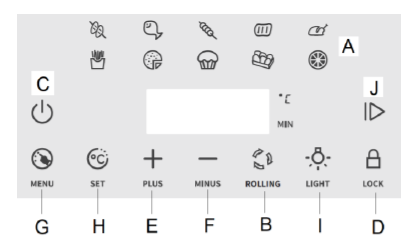 A
C
J
°C
MIN
°C
MENU SET PLUS MINUS ROLLING LIGHT LOCK
G H E F B I D